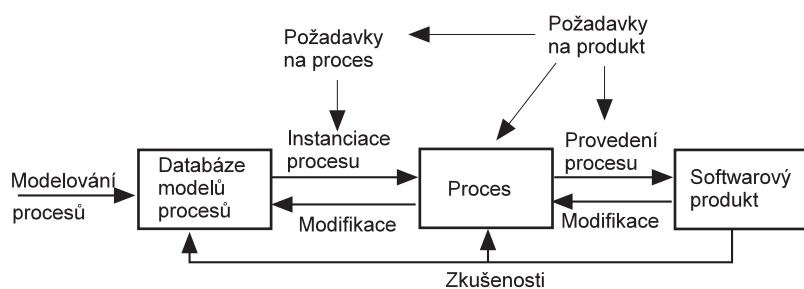 Požadavky
na proces
Požadavky
na produkt
Instanciace
procesu
Provedení
procesu
Modelování
procesů
Databáze
modelů
procesů
Proces
Softwarový
produkt
Modifikace
Modifikace
Zkušenosti